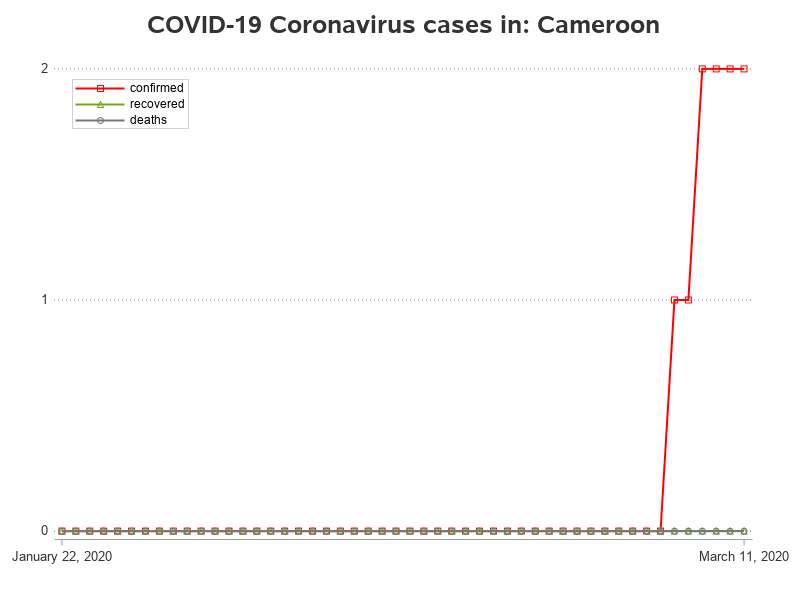 COVID-19 Coronavirus cases in: Cameroon
2
confirmed
recovered
deaths
1
0
January 22, 2020
March 11, 2020